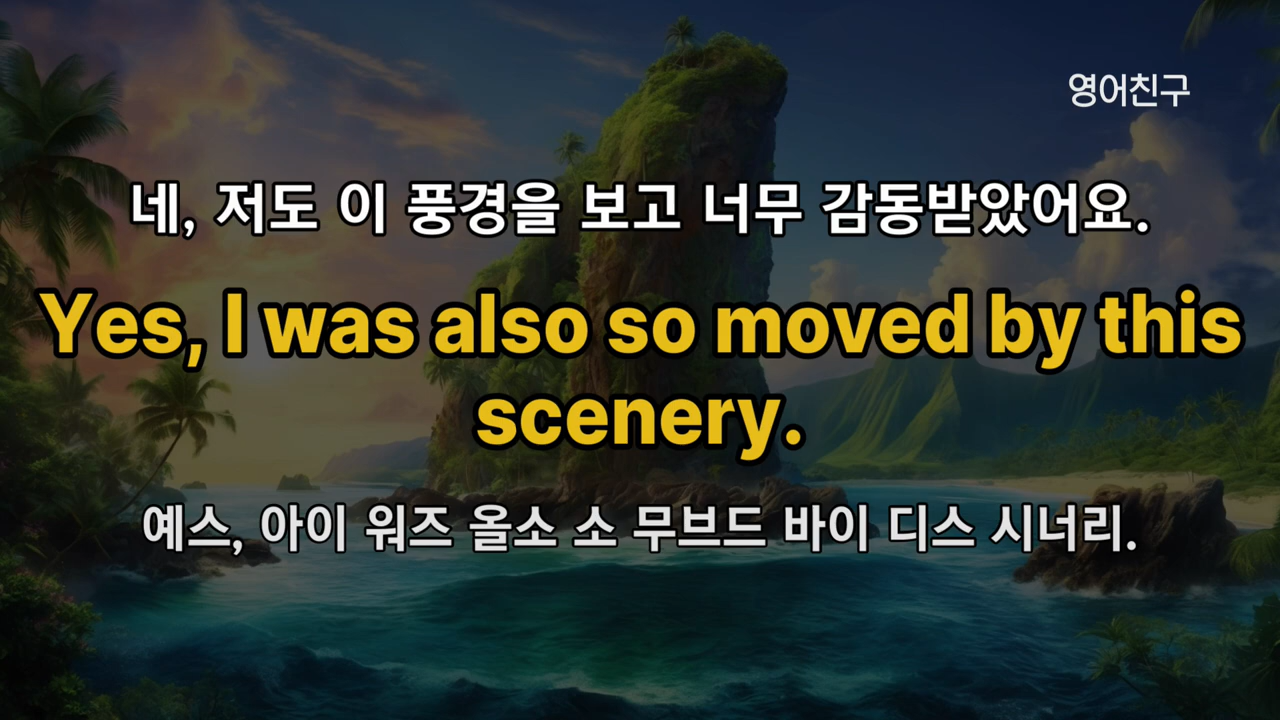 영어친구
네, 저도 이 풍경을 보고 너무 감동받았어요.
Yes, I was also so moved by this
scenery.
예스, 아이 워즈 올소 소 무브드 바이 디스 시너리.